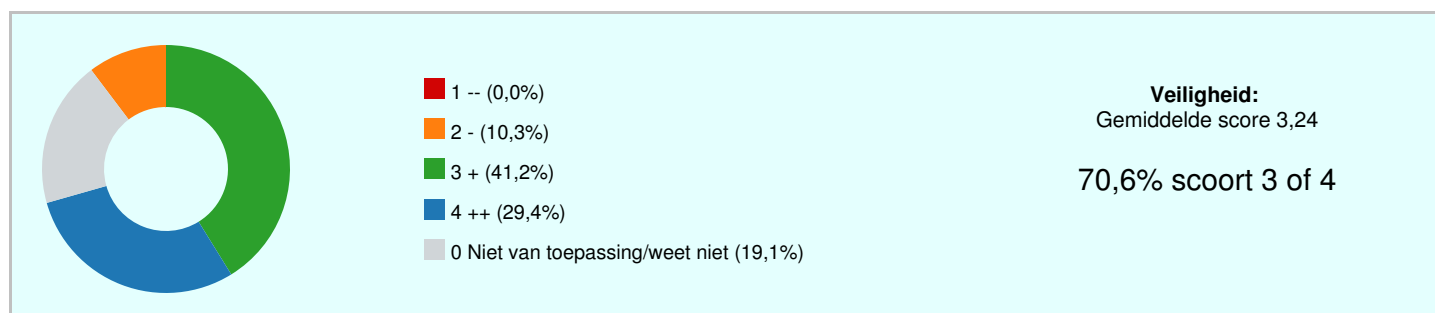 1 -- (0,0%)
2 - (10,3%)
3 + (41,2%)
4 ++ (29,4%)
0 Niet van toepassing/weet niet (19,1%)
Veiligheid:
Gemiddelde score 3,24
70,6% scoort 3 of 4